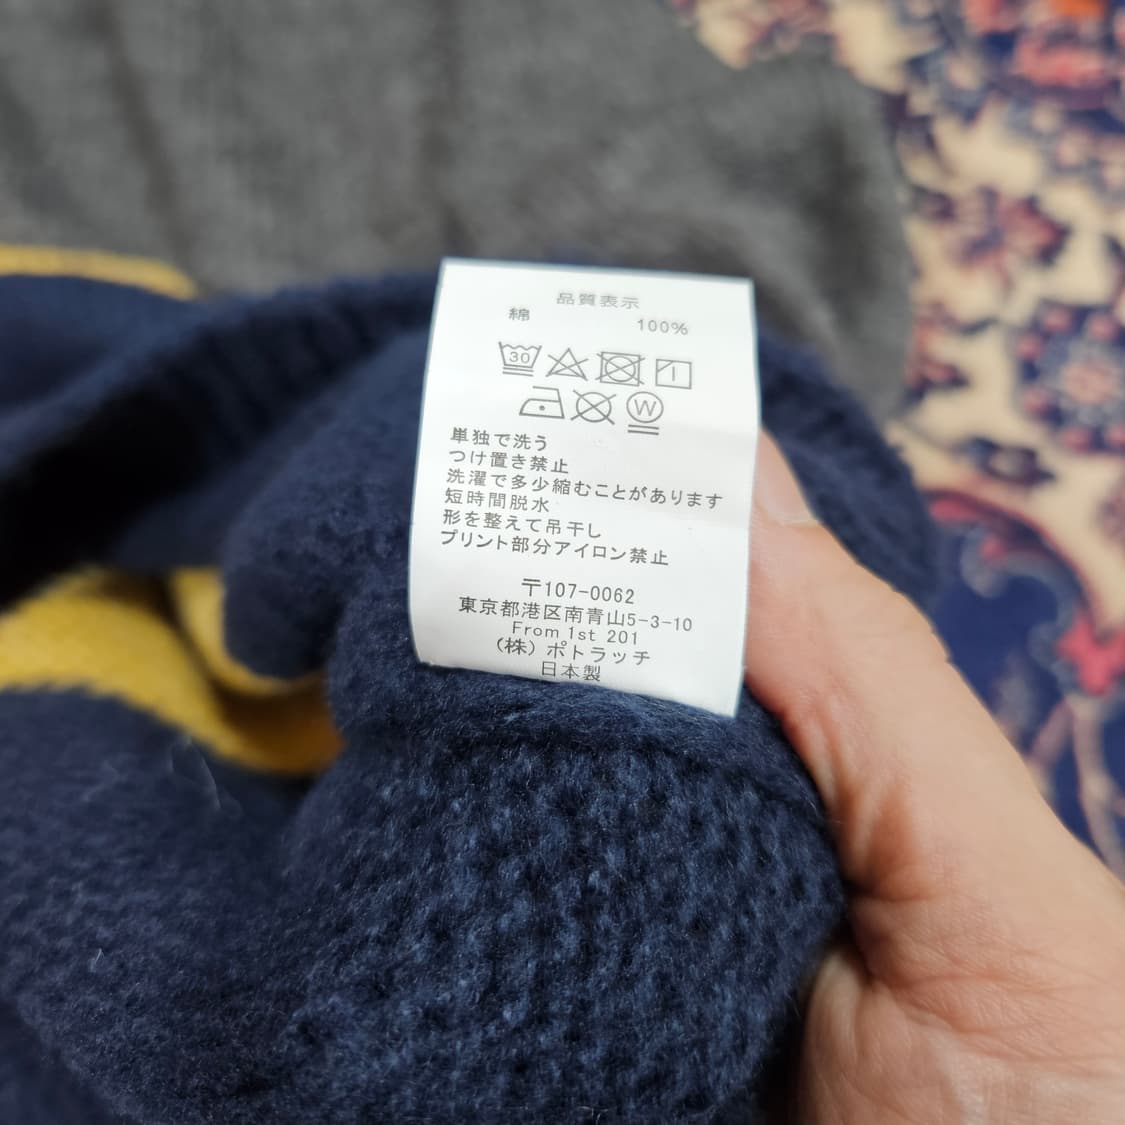 品質表示
綿 100%
30
W
単独で洗う
つけ置き禁止
洗濯で多少縮むことがあります
短時間脱水
形を整えて吊干し
プリント部分アイロン禁止
〒107-0062
東京都港区南青山5-3-10
From 1st 201
(株) ポトラッチ
日本製